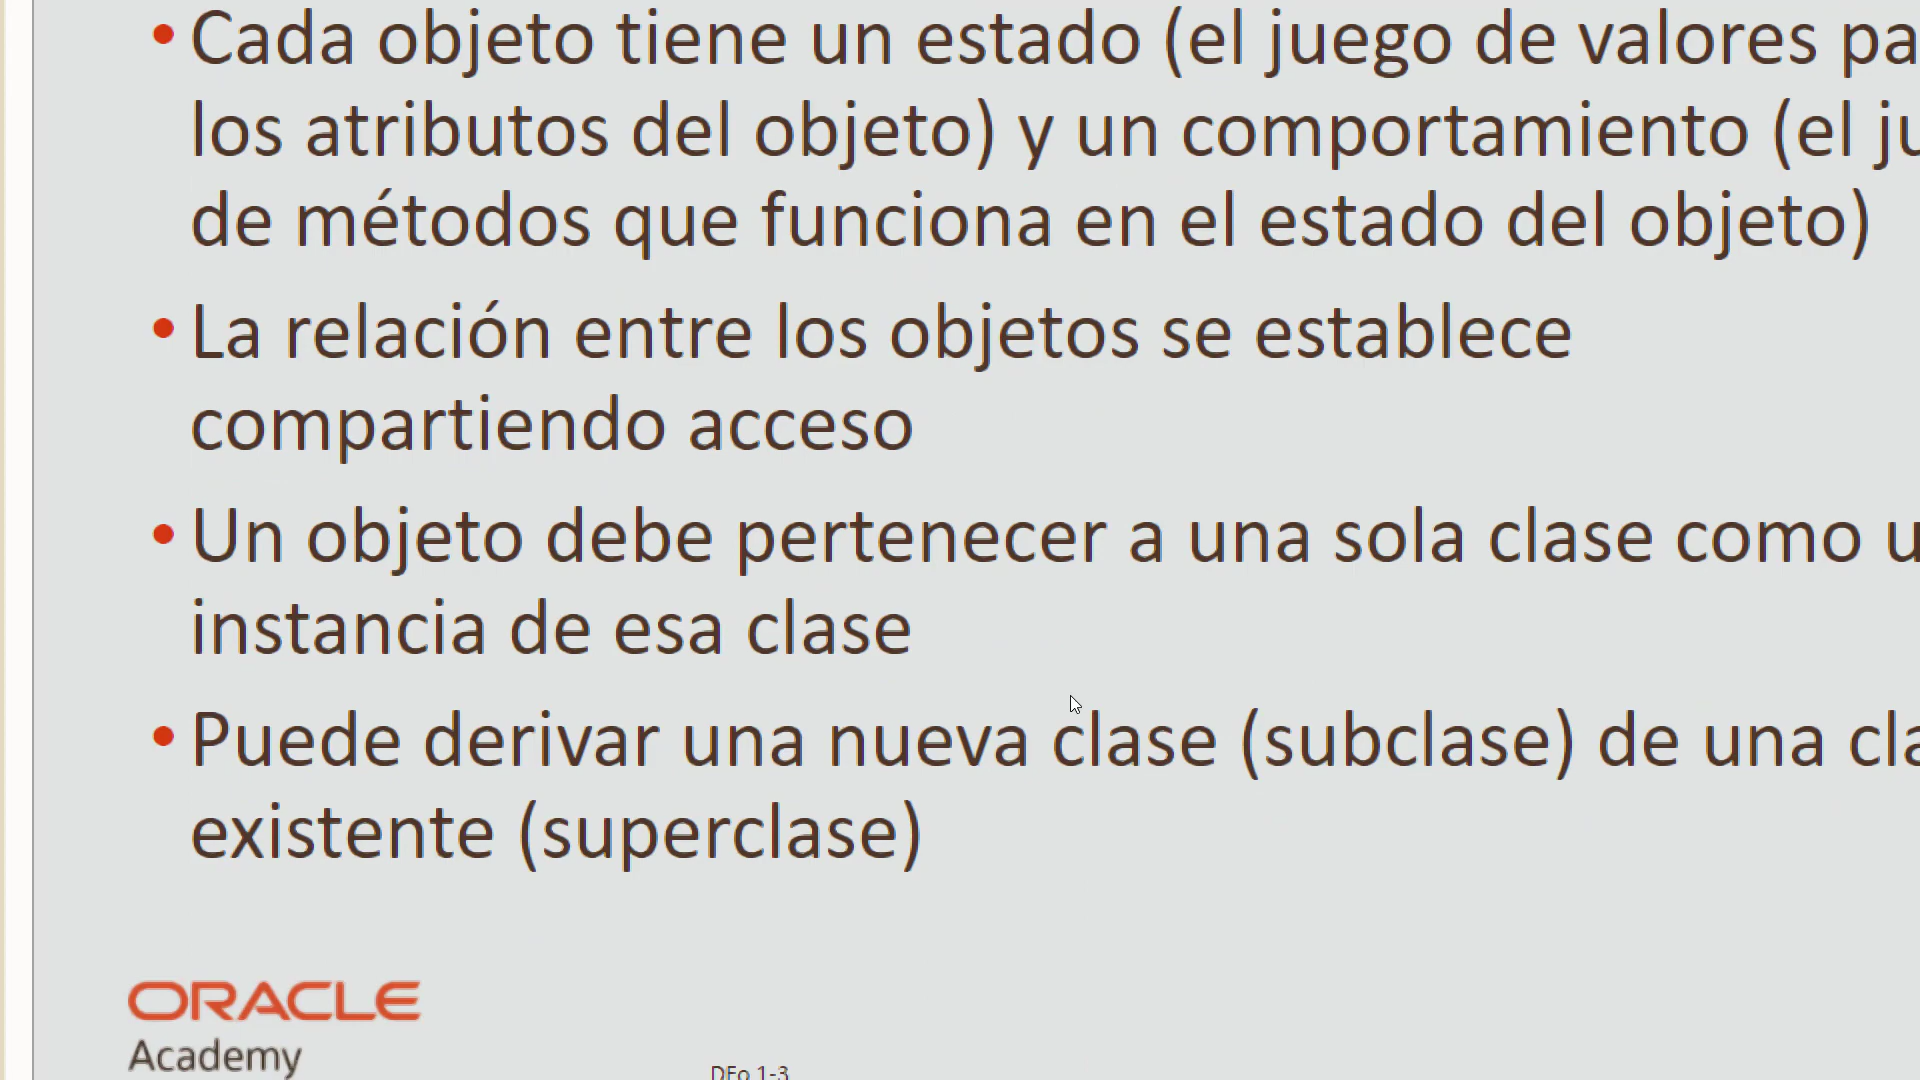 • Cada objeto tiene un estado (el juego de valores pa
los atributos del objeto) y un comportamiento (el ju
de métodos que funciona en el estado del objeto)
• La relación entre los objetos se establece
compartiendo acceso
• Un objeto debe pertenecer a una sola clase como u
instancia de esa clase
• Puede derivar una nueva clase (subclase) de una cla
existente (superclase)
ORACLE
Academy
DFo 1-3